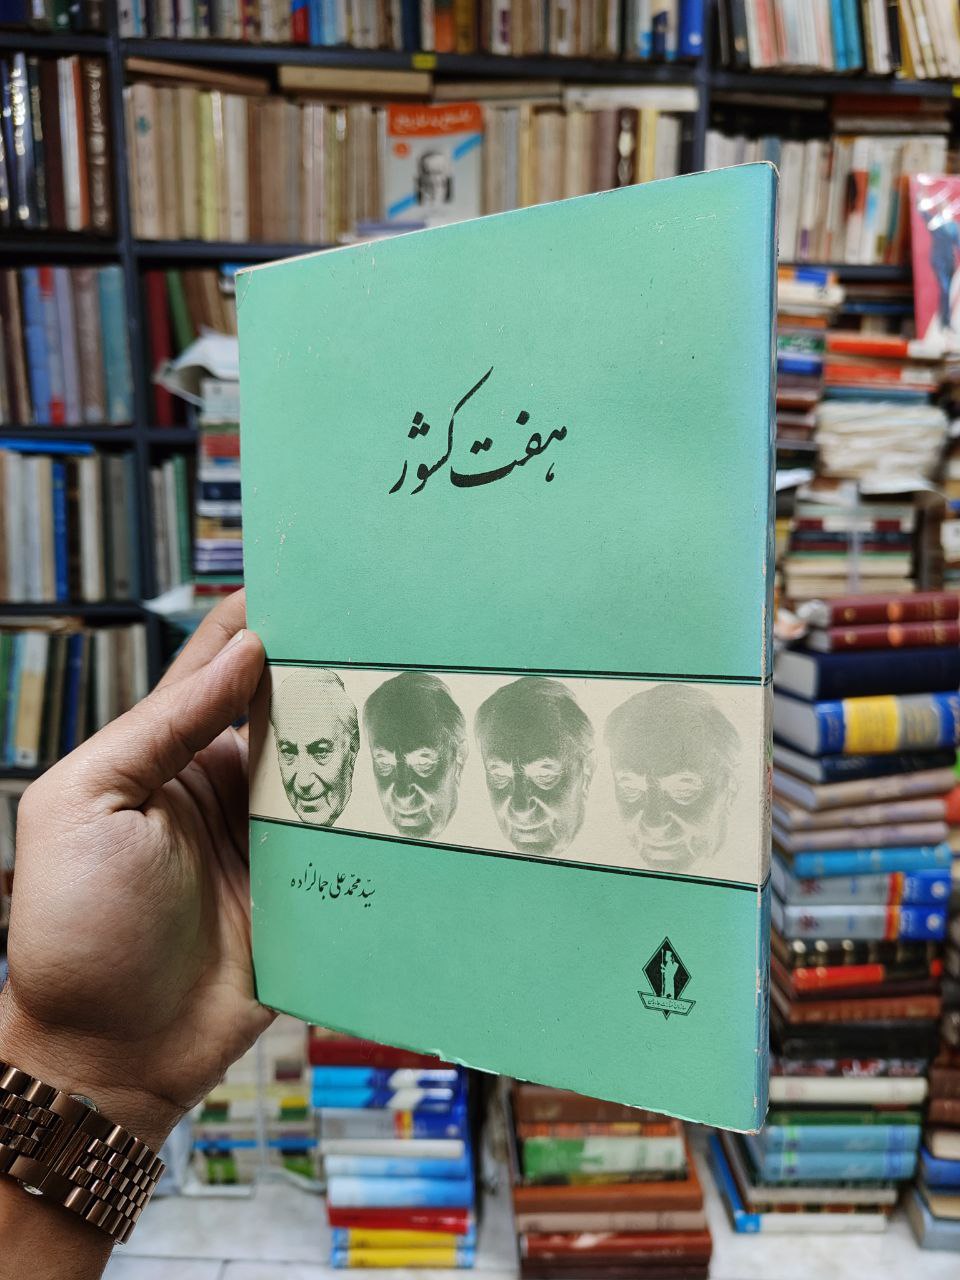 هفت کشور
سید محمد علی جمالزاده